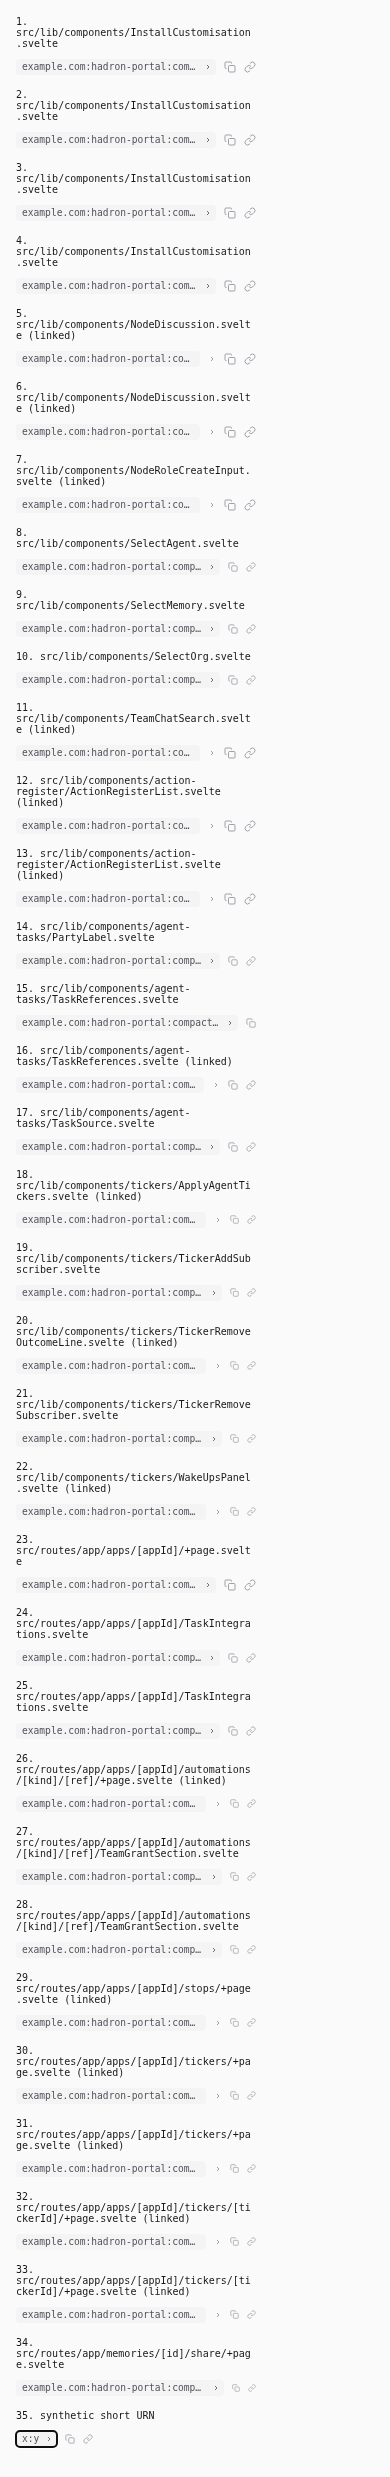 1.
src/lib/components/InstallCustomisation
.svelte
example.com:hadron-portal:com… ›
2.
src/lib/components/InstallCustomisation
.svelte
example.com:hadron-portal:com… ›
3.
src/lib/components/InstallCustomisation
.svelte
example.com:hadron-portal:com… ›
4.
src/lib/components/InstallCustomisation
.svelte
example.com:hadron-portal:com… ›
5.
src/lib/components/NodeDiscussion.svelt
e (linked)
example.com:hadron-portal:co… ›
6.
src/lib/components/NodeDiscussion.svelt
e (linked)
example.com:hadron-portal:co… ›
7.
src/lib/components/NodeRoleCreateInput.
svelte (linked)
example.com:hadron-portal:co… ›
8.
src/lib/components/SelectAgent.svelte
example.com:hadron-portal:comp… ›
9.
src/lib/components/SelectMemory.svelte
example.com:hadron-portal:comp… ›
10. src/lib/components/SelectOrg.svelte
example.com:hadron-portal:comp… ›
11.
src/lib/components/TeamChatSearch.svelt
e (linked)
example.com:hadron-portal:co… ›
12. src/lib/components/action-
register/ActionRegisterList.svelte
(linked)
example.com:hadron-portal:co… ›
13. src/lib/components/action-
register/ActionRegisterList.svelte
(linked)
example.com:hadron-portal:co… ›
14. src/lib/components/agent-
tasks/PartyLabel.svelte
example.com:hadron-portal:comp… ›
15. src/lib/components/agent-
tasks/TaskReferences.svelte
example.com:hadron-portal:compact… ›
16. src/lib/components/agent-
tasks/TaskReferences.svelte (linked)
example.com:hadron-portal:com… ›
17. src/lib/components/agent-
tasks/TaskSource.svelte
example.com:hadron-portal:comp… ›
18.
src/lib/components/tickers/ApplyAgentTi
ckers.svelte (linked)
example.com:hadron-portal:com… ›
19.
src/lib/components/tickers/TickerAddSub
scriber.svelte
example.com:hadron-portal:comp… ›
20.
src/lib/components/tickers/TickerRemove
OutcomeLine.svelte (linked)
example.com:hadron-portal:com… ›
21.
src/lib/components/tickers/TickerRemove
Subscriber.svelte
example.com:hadron-portal:comp… ›
22.
src/lib/components/tickers/WakeUpsPanel
.svelte (linked)
example.com:hadron-portal:com… ›
23.
src/routes/app/apps/[appId]/+page.svelt
e
example.com:hadron-portal:com… ›
24.
src/routes/app/apps/[appId]/TaskIntegra
tions.svelte
example.com:hadron-portal:comp… ›
25.
src/routes/app/apps/[appId]/TaskIntegra
tions.svelte
example.com:hadron-portal:comp… ›
26.
src/routes/app/apps/[appId]/automations
/[kind]/[ref]/+page.svelte (linked)
example.com:hadron-portal:com… ›
27.
src/routes/app/apps/[appId]/automations
/[kind]/[ref]/TeamGrantSection.svelte
example.com:hadron-portal:comp… ›
28.
src/routes/app/apps/[appId]/automations
/[kind]/[ref]/TeamGrantSection.svelte
example.com:hadron-portal:comp… ›
29.
src/routes/app/apps/[appId]/stops/+page
.svelte (linked)
example.com:hadron-portal:com… ›
30.
src/routes/app/apps/[appId]/tickers/+pa
ge.svelte (linked)
example.com:hadron-portal:com… ›
31.
src/routes/app/apps/[appId]/tickers/+pa
ge.svelte (linked)
example.com:hadron-portal:com… ›
32.
src/routes/app/apps/[appId]/tickers/[ti
ckerId]/+page.svelte (linked)
example.com:hadron-portal:com… ›
33.
src/routes/app/apps/[appId]/tickers/[ti
ckerId]/+page.svelte (linked)
example.com:hadron-portal:com… ›
34.
src/routes/app/memories/[id]/share/+pag
e.svelte
example.com:hadron-portal:comp… ›
35. synthetic short URN
x:y ›